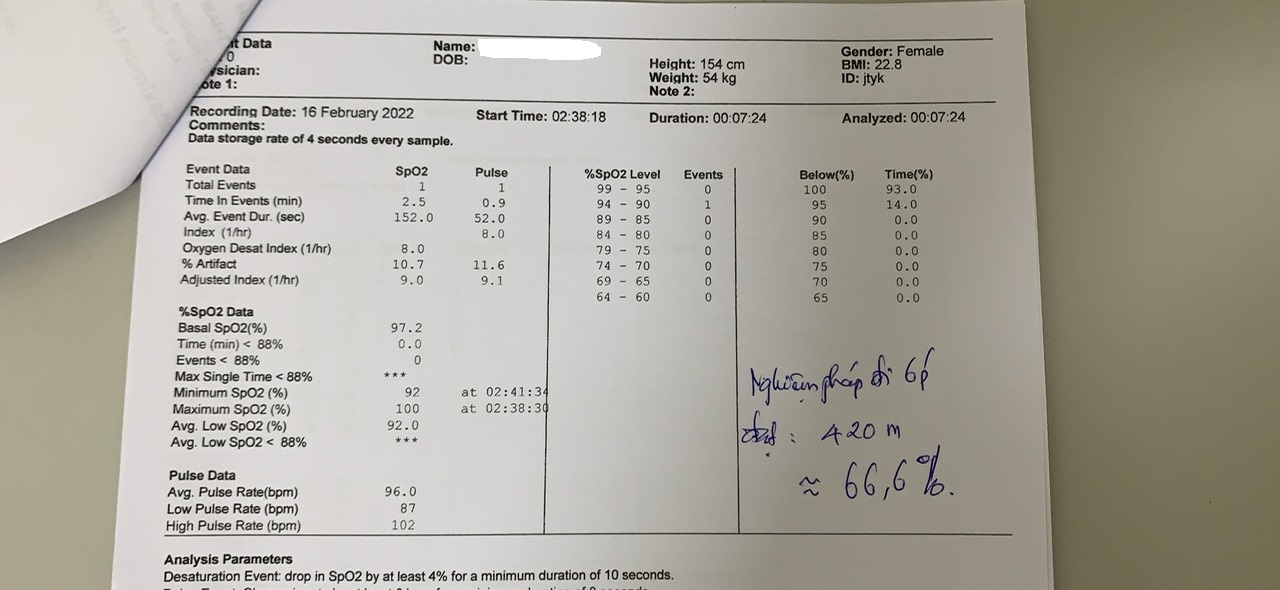 nt Data
Name:
Gender: Female
0
DOB:
Height: 154 cm
BMI: 22.8
ysician:
Weight: 54 kg
ID: jtyk
ote 1:
Note 2:
Recording Date: 16 February 2022
Start Time: 02:38:18
Duration: 00:07:24
Analyzed: 00:07:24
Comments:
Data storage rate of 4 seconds every sample.
Event Data SpO2 Pulse
Total Events 1 1
Time In Events (min) 2.5 0.9
Avg. Event Dur. (sec) 152.0 52.0
Index (1/hr) 8.0
Oxygen Desat Index (1/hr) 8.0
% Artifact 10.7 11.6
Adjusted Index (1/hr) 9.0 9.1
%SpO2 Level Events
99 - 95 0
94 - 90 1
89 - 85 0
84 - 80 0
79 - 75 0
74 - 70 0
69 - 65 0
64 - 60 0
Below(%) Time(%)
100 93.0
95 14.0
90 0.0
85 0.0
80 0.0
75 0.0
70 0.0
65 0.0
%SpO2 Data
Basal SpO2(%) 97.2
Time (min) < 88% 0.0
Events < 88% 0
Max Single Time < 88% ***
Minimum SpO2 (%) 92 at 02:41:34
Maximum SpO2 (%) 100 at 02:38:30
Avg. Low SpO2 (%) 92.0
Avg. Low SpO2 < 88% ***
Pulse Data
Avg. Pulse Rate(bpm) 96.0
Low Pulse Rate (bpm) 87
High Pulse Rate (bpm) 102
Nghiệm pháp đi 6p
: 420 m
≈ 66,6%.
Analysis Parameters
Desaturation Event: drop in SpO2 by at least 4% for a minimum duration of 10 seconds.